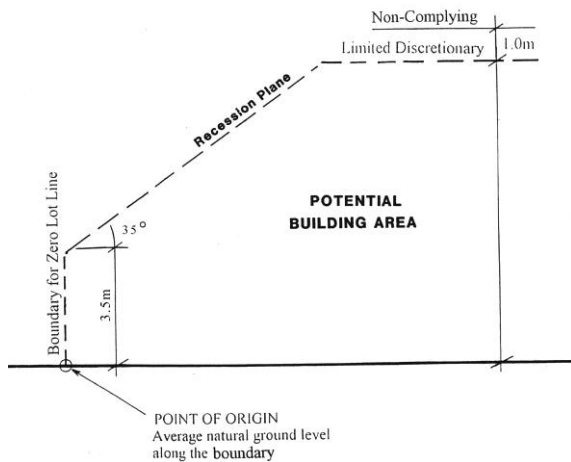 Non-Complying
Limited Discretionary
1.0m
Recession Plane
Boundary for Zero Lot Line
35°
3.5m
POTENTIAL
BUILDING AREA
POINT OF ORIGIN
Average natural ground level
along the boundary